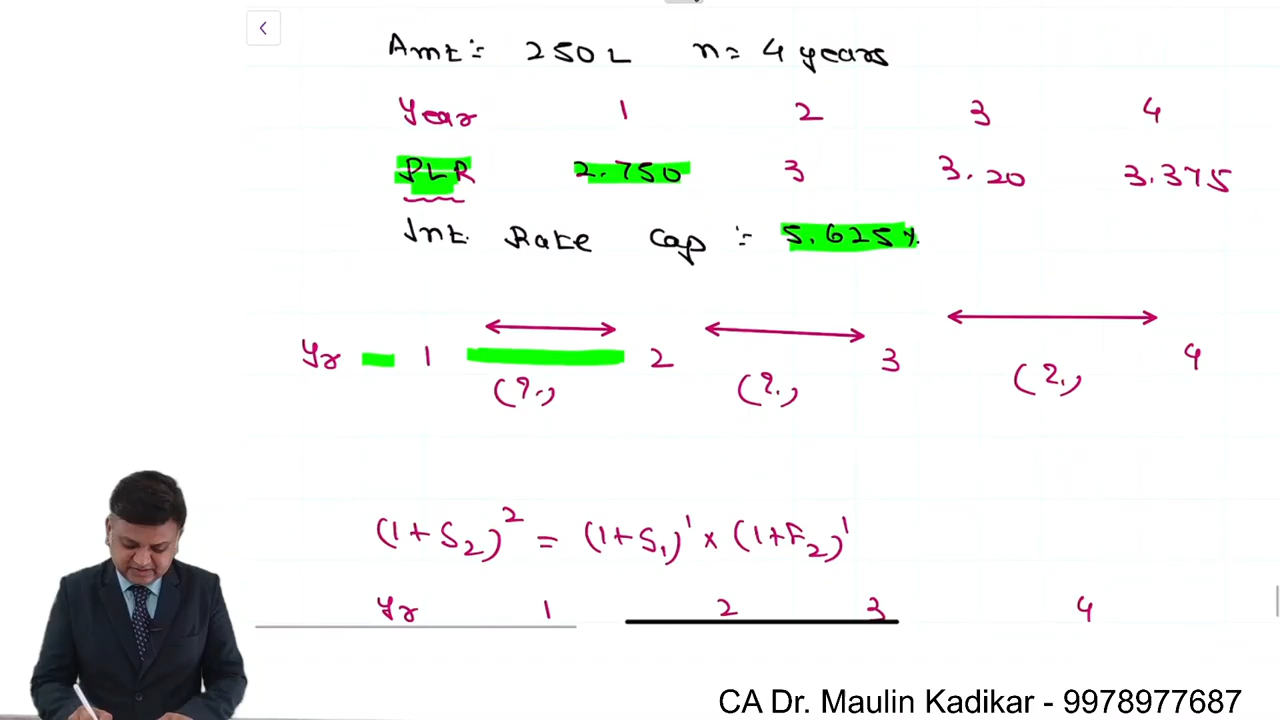 Amt:- 250 L n= 4 years
Year 1 2 3 4
PLR 2.750 3 3.20 3.375
Int. Rate Cap :- 5.625%
Yr 1 2 3 4
(?.) (?.) (?.)
(1+S₂)² = (1+S₁)¹ × (1+F₂)¹
Yr 1 2 3 4
CA Dr. Maulin Kadikar - 9978977687